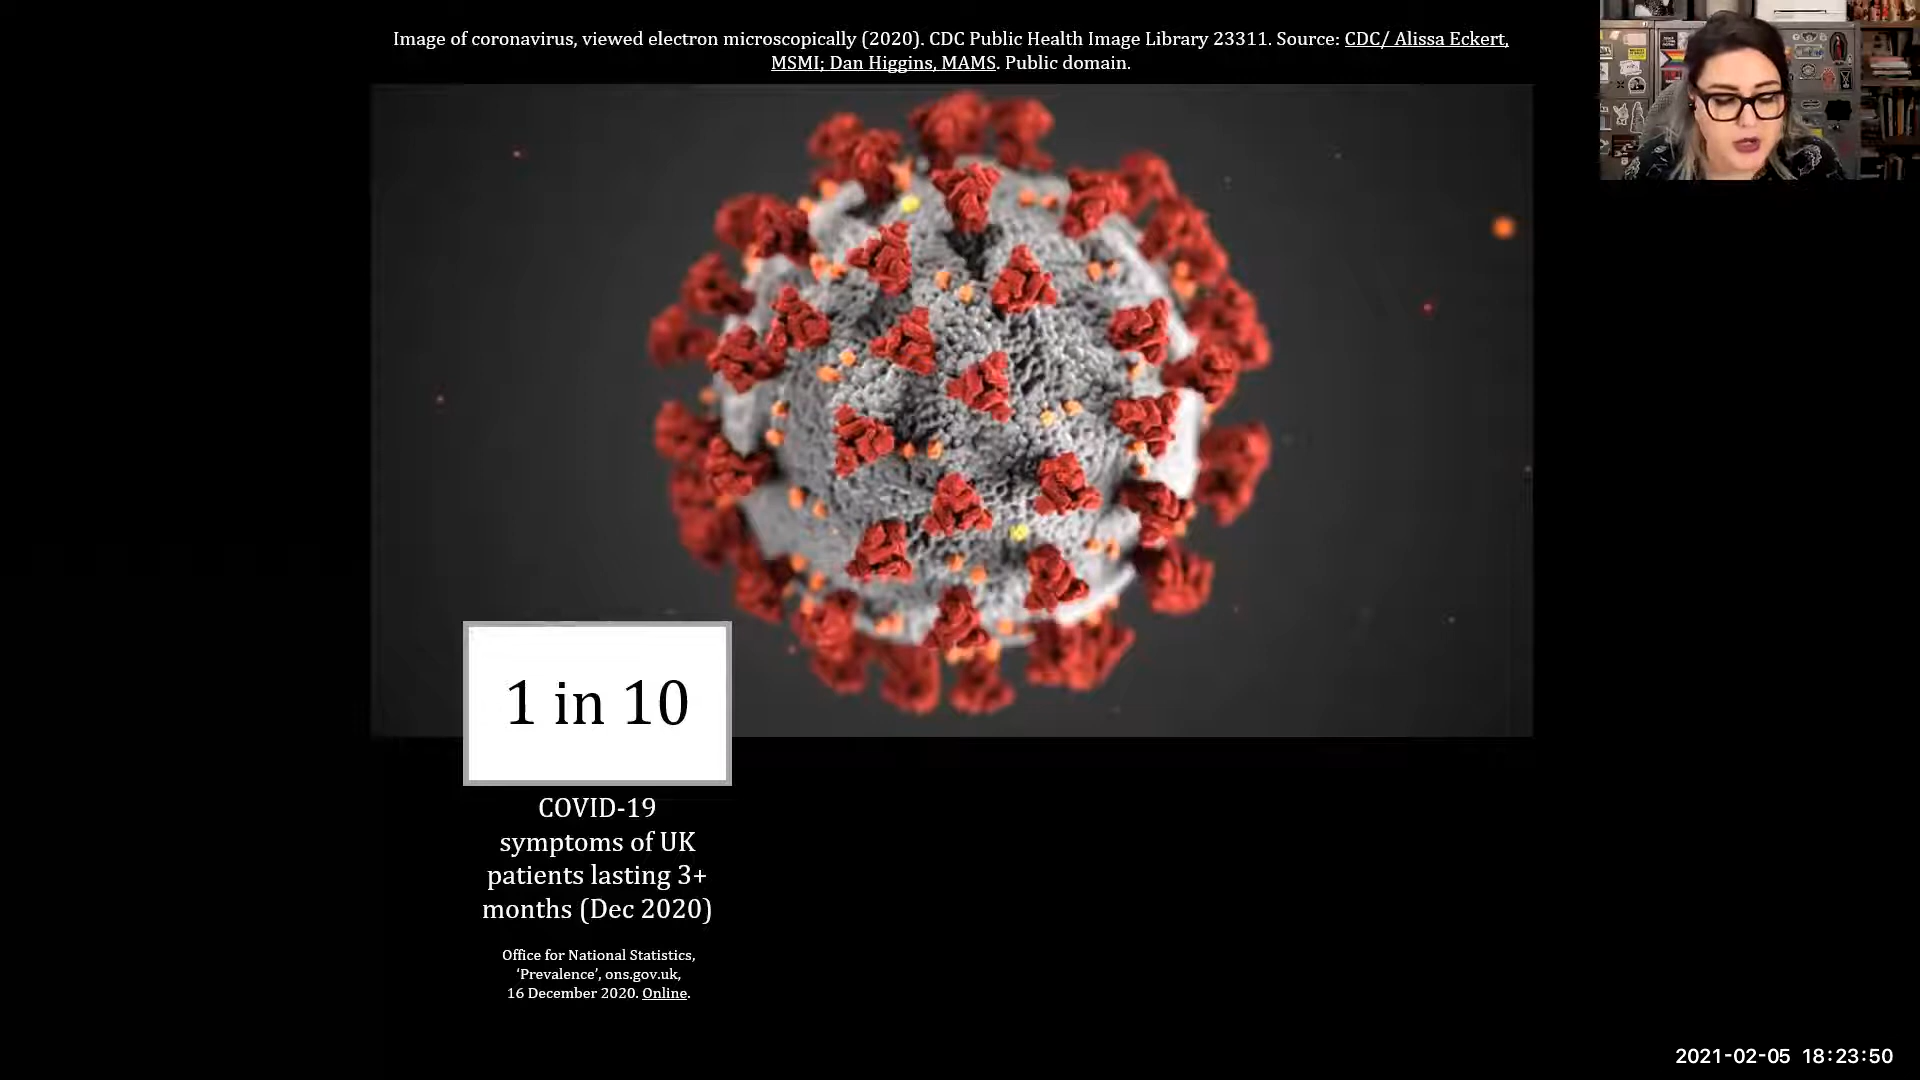 Image of coronavirus, viewed electron microscopically (2020). CDC Public Health Image Library 23311. Source: CDC/ Alissa Eckert,
MSMI; Dan Higgins, MAMS. Public domain.
1 in 10
COVID-19
symptoms of UK
patients lasting 3+
months (Dec 2020)
Office for National Statistics,
‘Prevalence’, ons.gov.uk,
16 December 2020. Online.
2021-02-05 18:23:50